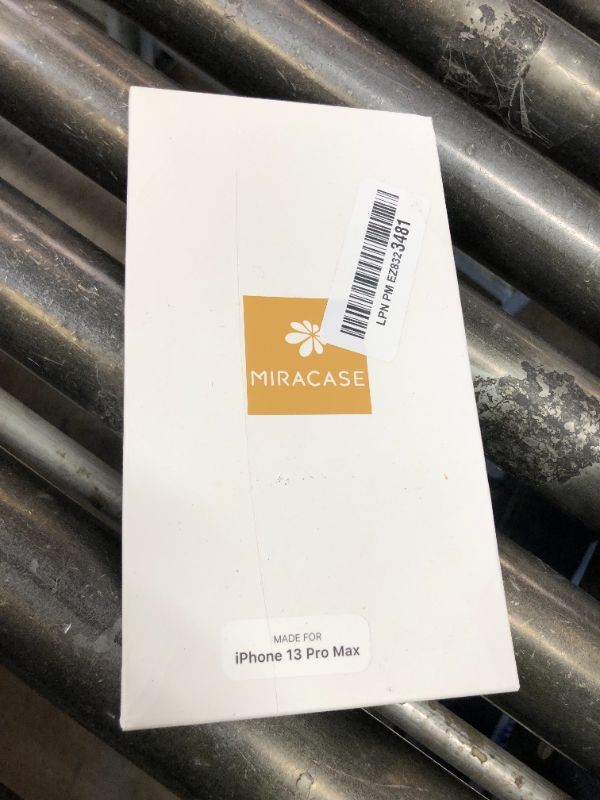 LPN PM EZ8323481
MIRACASE
MADE FOR
iPhone 13 Pro Max